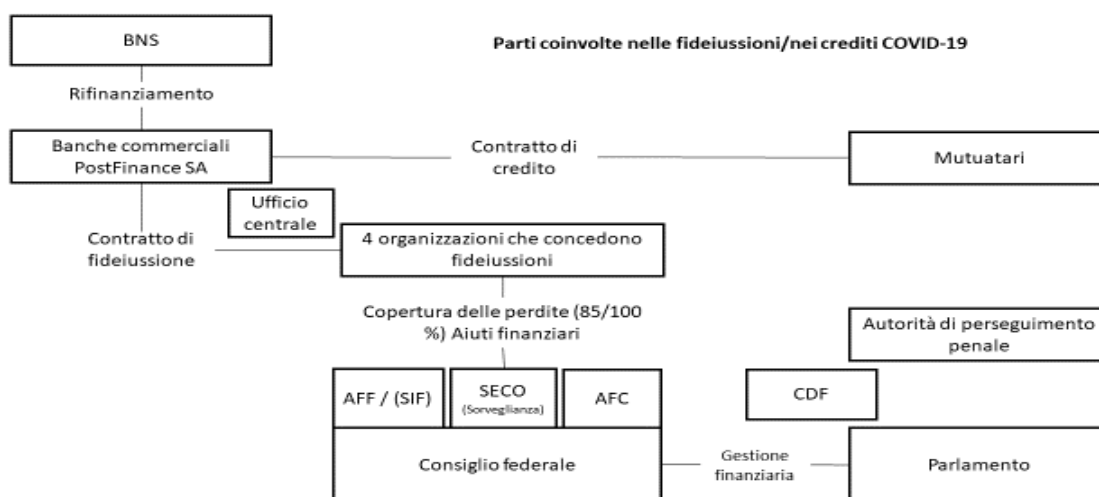 BNS
Parti coinvolte nelle fideiussioni/nei crediti COVID-19
Rifinanziamento
Banche commerciali
PostFinance SA
Contratto di
credito
Mutuatari
Ufficio
centrale
Contratto di
fideiussione
4 organizzazioni che concedono
fideiussioni
Copertura delle perdite (85/100
%) Aiuti finanziari
Autorità di perseguimento
penale
AFF / (SIF)
SECO
(Sorveglianza)
AFC
CDF
Consiglio federale
Gestione
finanziaria
Parlamento